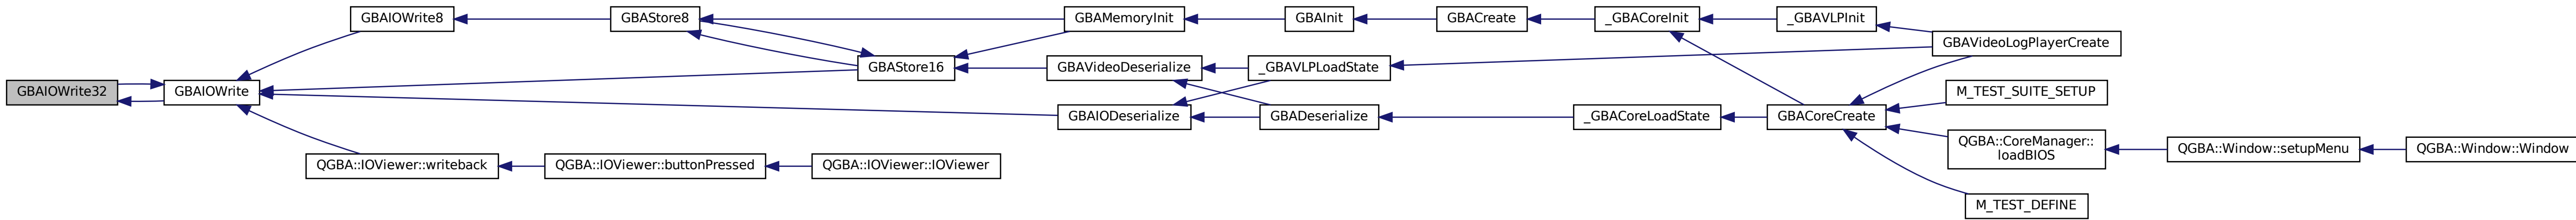 GBAIOWrite32
GBAIOWrite
GBAIOWrite8
GBAStore8
GBAStore16
GBAMemoryInit
GBAInit
GBACreate
_GBACoreInit
_GBAVLPInit
GBAVideoLogPlayerCreate
GBAVideoDeserialize
_GBAVLPLoadState
GBAIODeserialize
GBADeserialize
_GBACoreLoadState
GBACoreCreate
M_TEST_SUITE_SETUP
QGBA::CoreManager::
loadBIOS
QGBA::Window::setupMenu
QGBA::Window::Window
M_TEST_DEFINE
QGBA::IOViewer::writeback
QGBA::IOViewer::buttonPressed
QGBA::IOViewer::IOViewer